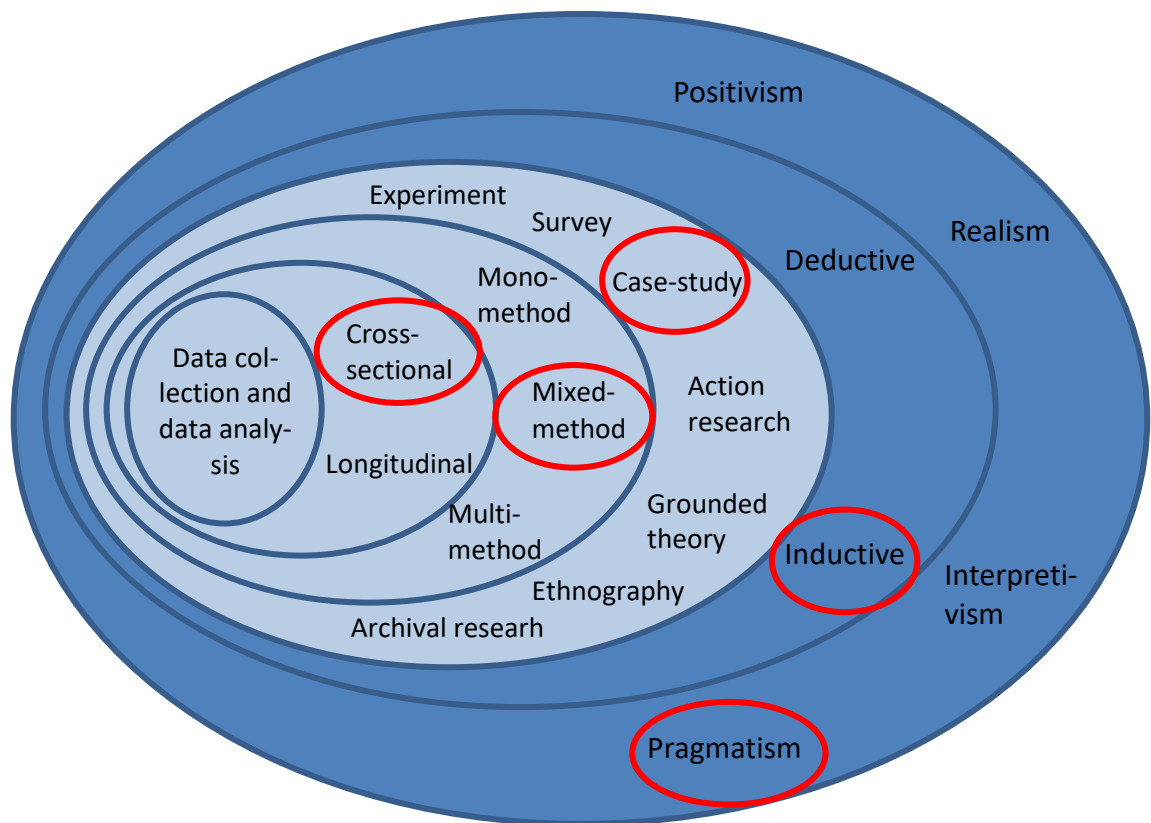 Positivism
Experiment
Survey
Realism
Deductive
Case-study
Mono-
method
Cross-
sectional
Data col-
lection and
data analy-
sis
Mixed-
method
Action
research
Longitudinal
Multi-
method
Grounded
theory
Inductive
Interpreti-
vism
Ethnography
Archival researh
Pragmatism